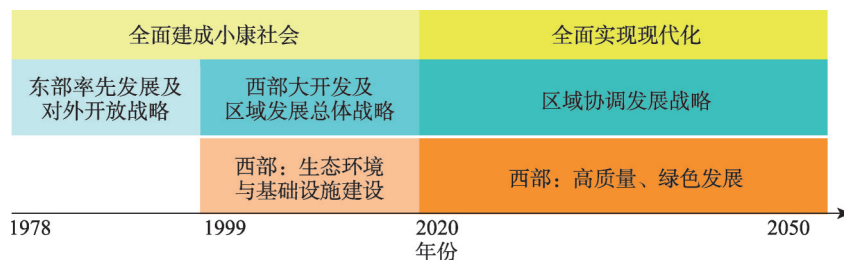 全面建成小康社会
全面实现现代化
东部率先发展及
对外开放战略
西部大开发及
区域发展总体战略
区域协调发展战略
西部：生态环境
与基础设施建设
西部：高质量、绿色发展
1978
1999
2020
2050
年份